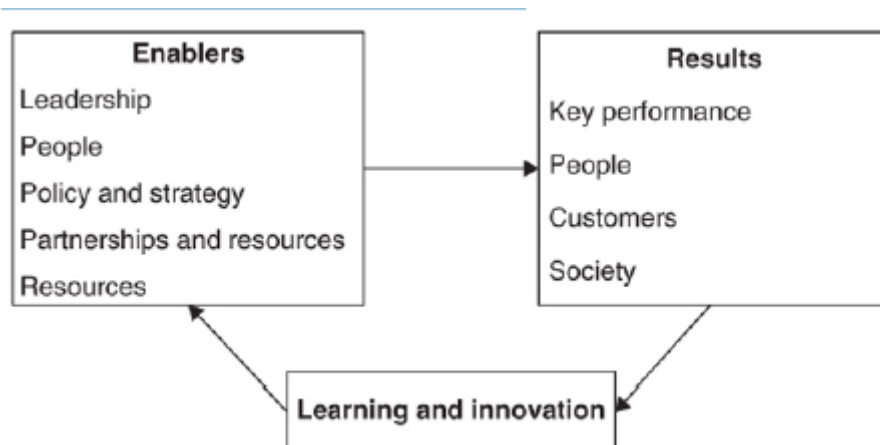 Enablers
Leadership
People
Policy and strategy
Partnerships and resources
Resources
Results
Key performance
People
Customers
Society
Learning and innovation